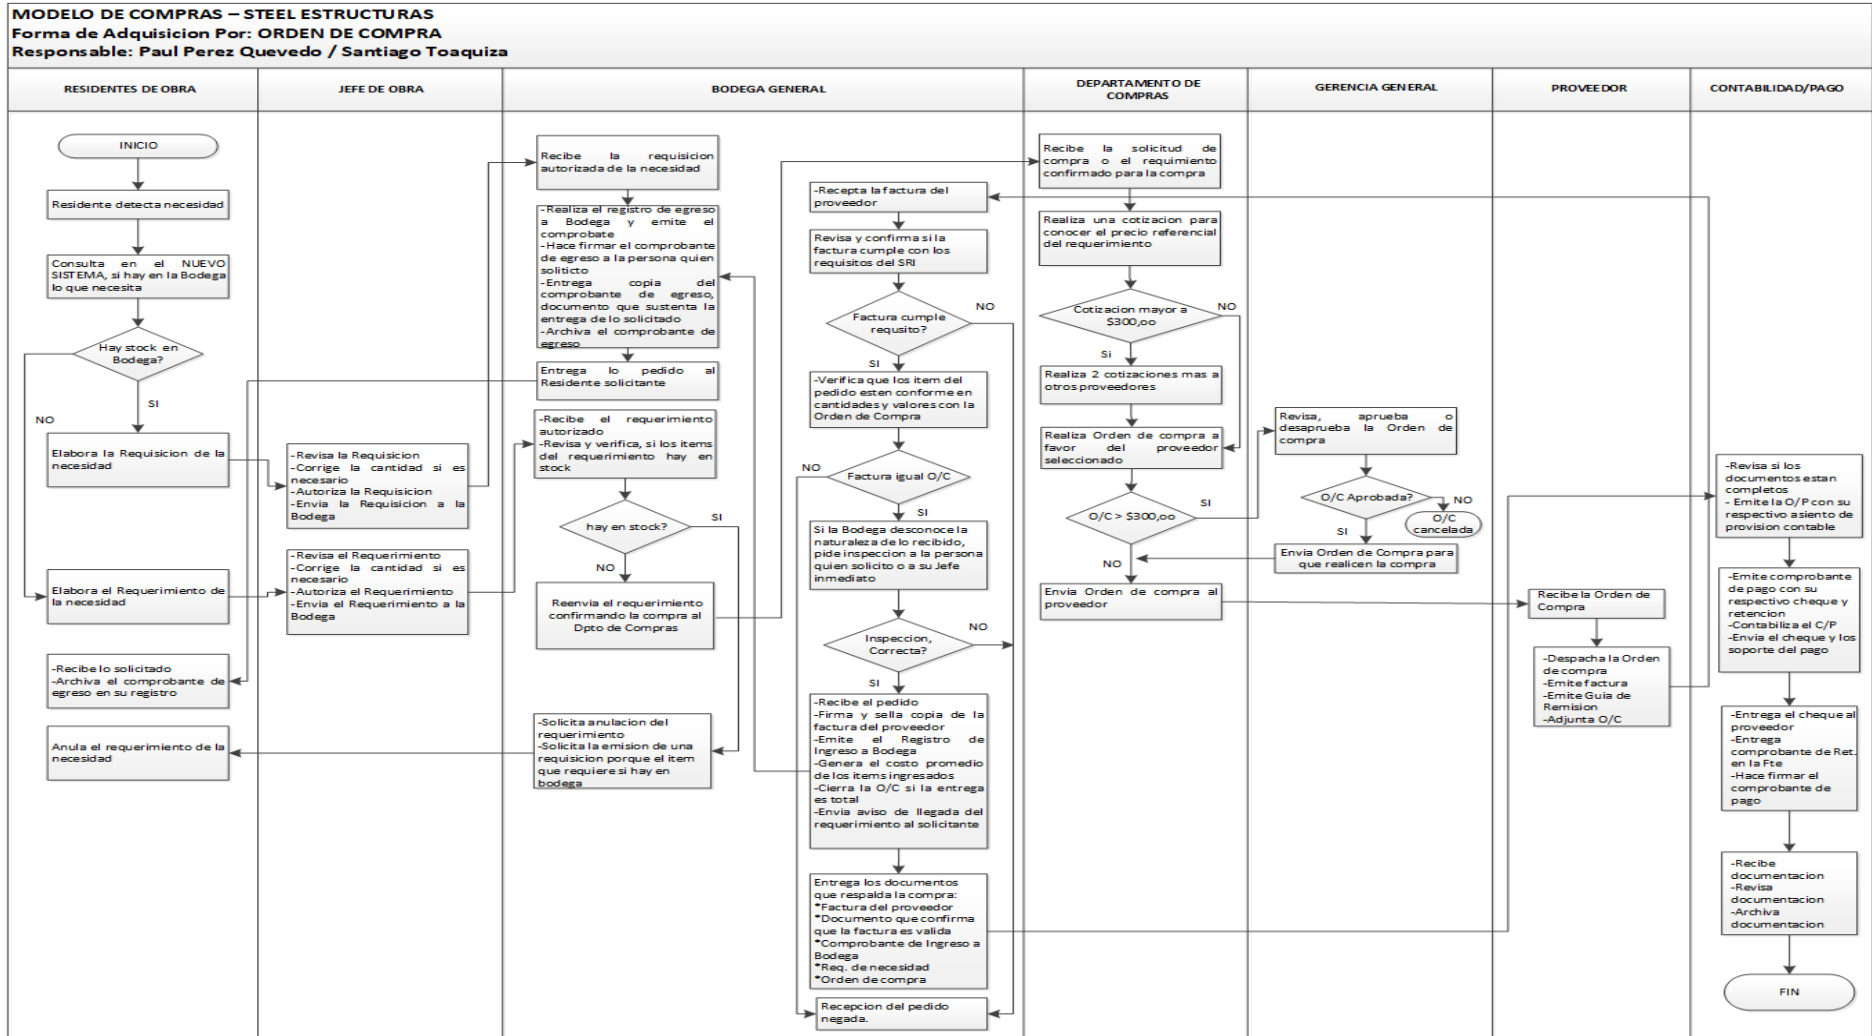 MODELO DE COMPRAS – STEEL ESTRUCTURAS
Forma de Adquisicion Por: ORDEN DE COMPRA
Responsable: Paul Perez Quevedo / Santiago Toaquiza
RESIDENTES DE OBRA
JEFE DE OBRA
BODEGA GENERAL
DEPARTAMENTO DE
COMPRAS
GERENCIA GENERAL
PROVEEDOR
CONTABILIDAD/PAGO
INICIO
Residente detecta necesidad
Consulta en el NUEVO
SISTEMA, si hay en la Bodega
lo que necesita
Hay stock en
Bodega?
SI
NO
Elabora la Requisicion de la
necesidad
Elabora el Requerimiento de
la necesidad
-Recibe lo solicitado
-Archiva el comprobante de
egreso en su registro
Anula el requerimiento de la
necesidad
- Revisa la Requisicion
-Corrige la cantidad si es
necesario
-Autoriza la Requisicion
-Envia la Requisicion a la
Bodega
- Revisa el Requerimiento
-Corrige la cantidad si es
necesario
-Autoriza el Requerimiento
-Envia el Requerimiento a la
Bodega
Recibe la requisicion
autorizada de la necesidad
-Realiza el registro de egreso
a Bodega y emite el
comprobate
-Hace firmar el comprobante
de egreso a la persona quien
soliticto
-Entrega copia del
comprobante de egreso,
documento que sustenta la
entrega de lo solicitado
-Archiva el comprobante de
egreso
Entrega lo pedido al
Residente solicitante
-Recibe el requerimiento
autorizado
-Revisa y verifica, si los items
del requerimiento hay en
stock
hay en stock?
SI
NO
Reenvia el requerimiento
confirmando la compra al
Dpto de Compras
-Solicita anulacion del
requerimiento
-Solicita la emision de una
requisicion porque el item
que requiere si hay en
bodega
-Recepta la factura del
proveedor
Revisa y confirma si la
factura cumple con los
requisitos del SRI
Factura cumple
requsito?
NO
SI
-Verifica que los item del
pedido esten conforme en
cantidades y valores con la
Orden de Compra
NO
Factura igual O/C
SI
Si la Bodega desconoce la
naturaleza de lo recibido,
pide inspeccion a la persona
quien solicito o a su Jefe
inmediato
Inspeccion,
Correcta?
NO
SI
-Recibe el pedido
-Firma y sella copia de la
factura del proveedor
-Emite el Registro de
Ingreso a Bodega
-Genera el costo promedio
de los items ingresados
-Cierra la O/C si la entrega
es total
-Envia aviso de llegada del
requerimiento al solicitante
Entrega los documentos
que respalda la compra:
*Factura del proveedor
*Documento que confirma
que la factura es valida
*Comprobante de Ingreso a
Bodega
*Req. de necesidad
*Orden de compra
Recepcion del pedido
negada.
Recibe la solicitud de
compra o el requimiento
confirmado para la compra
Realiza una cotizacion para
conocer el precio referencial
del requerimiento
Cotizacion mayor a
$300,oo
NO
Si
Realiza 2 cotizaciones mas a
otros proveedores
Realiza Orden de compra a
favor del proveedor
seleccionado
O/C > $300,oo
SI
NO
Envia Orden de compra al
proveedor
Revisa, aprueba o
desaprueba la Orden de
compra
O/C Aprobada?
NO
O/C
cancelada
SI
Envia Orden de Compra para
que realicen la compra
Recibe la Orden de
Compra
-Despacha la Orden
de compra
-Emite factura
-Emite Guia de
Remision
-Adjunta O/C
-Revisa si los
documentos estan
completos
- Emite la O/P con su
respectivo asiento de
provision contable
-Emite comprobante
de pago con su
respectivo cheque y
retencion
-Contabiliza el C/P
-Envia el cheque y los
soporte del pago
-Entrega el cheque al
proveedor
-Entrega
comprobante de Ret.
en la Fte
-Hace firmar el
comprobante de
pago
-Recibe
documentacion
-Revisa
documentacion
-Archiva
documentacion
FIN